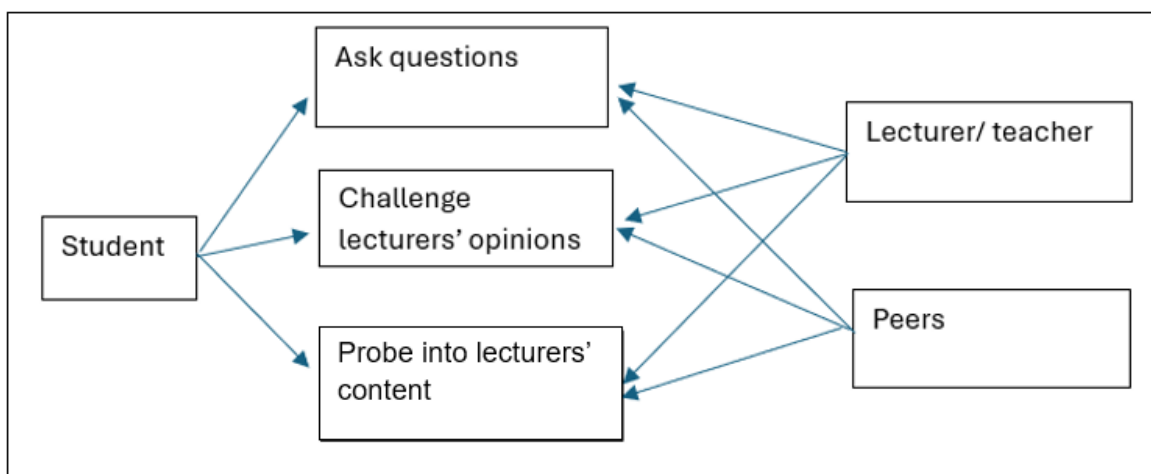 Ask questions
Lecturer/ teacher
Challenge
lecturers’ opinions
Student
Peers
Probe into lecturers’
content